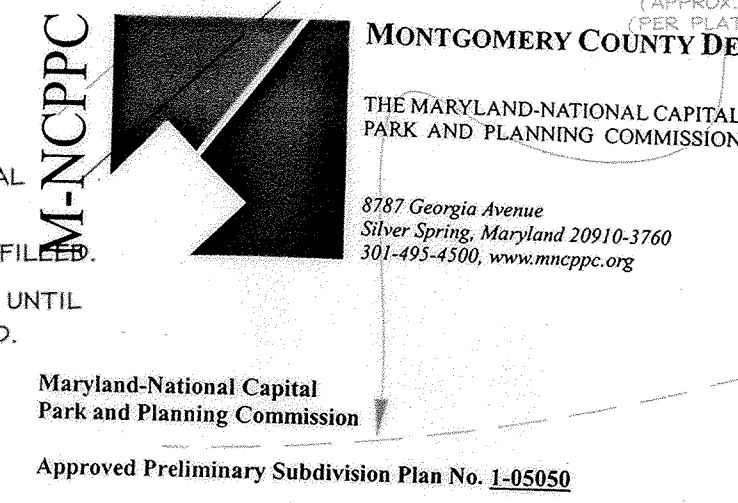 (APPROX.
(PER PLAT
M-NCPPC
MONTGOMERY COUNTY DE
THE MARYLAND-NATIONAL CAPITAL
PARK AND PLANNING COMMISSION
AL
FILLED.
UNTIL
D.
8787 Georgia Avenue
Silver Spring, Maryland 20910-3760
301-495-4500, www.mncppc.org
Maryland-National Capital
Park and Planning Commission
Approved Preliminary Subdivision Plan No. 1-05050